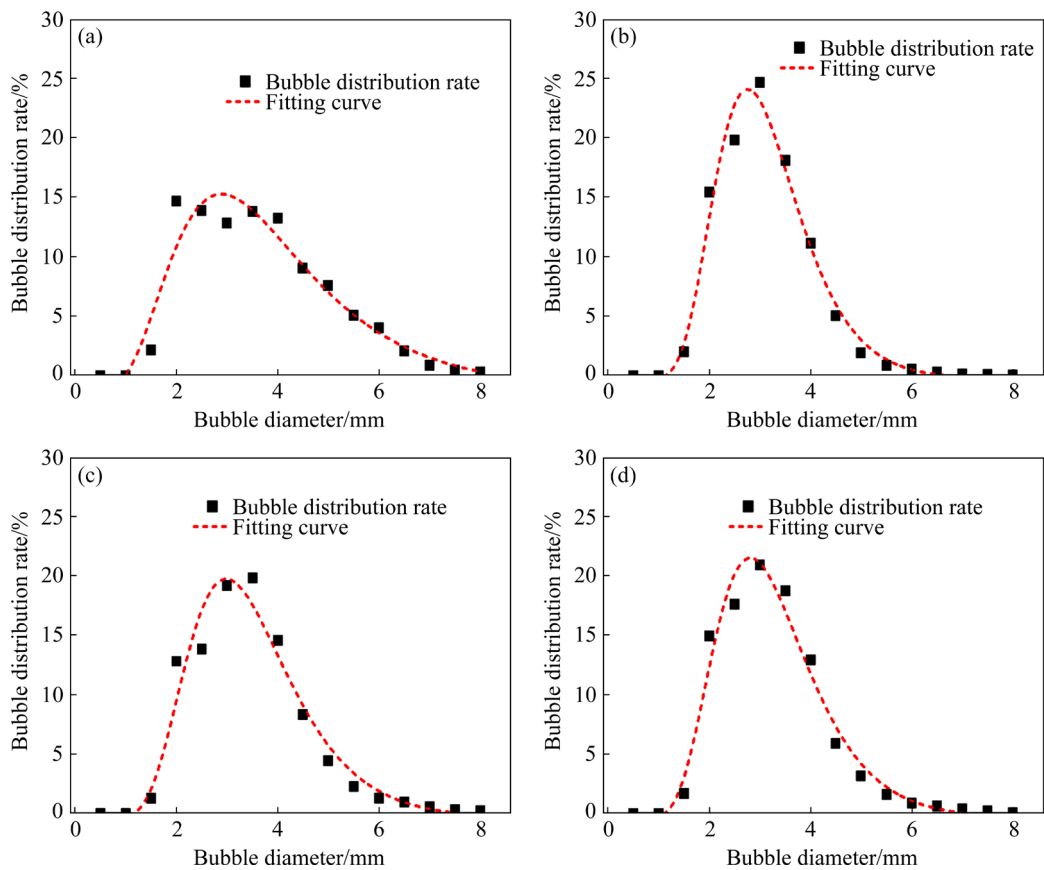 (a)
Bubble distribution rate
Fitting curve
Bubble distribution rate/%
30
25
20
15
10
5
0
0 2 4 6 8
Bubble diameter/mm
(b)
Bubble distribution rate
Fitting curve
Bubble distribution rate/%
30
25
20
15
10
5
0
0 2 4 6 8
Bubble diameter/mm
(c)
Bubble distribution rate
Fitting curve
Bubble distribution rate/%
30
25
20
15
10
5
0
0 2 4 6 8
Bubble diameter/mm
(d)
Bubble distribution rate
Fitting curve
Bubble distribution rate/%
30
25
20
15
10
5
0
0 2 4 6 8
Bubble diameter/mm